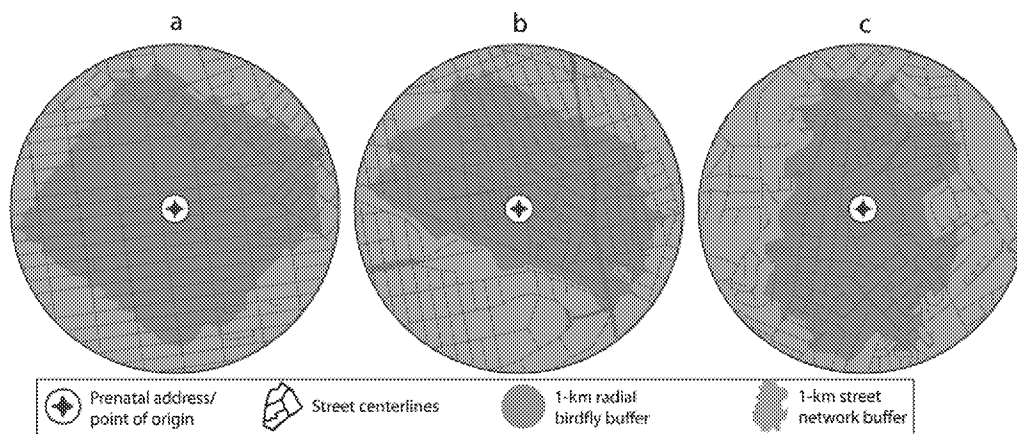 a
b
c
Prenatal address/
point of origin
Street centerlines
1-km radial
birdfly buffer
1-km street
network buffer